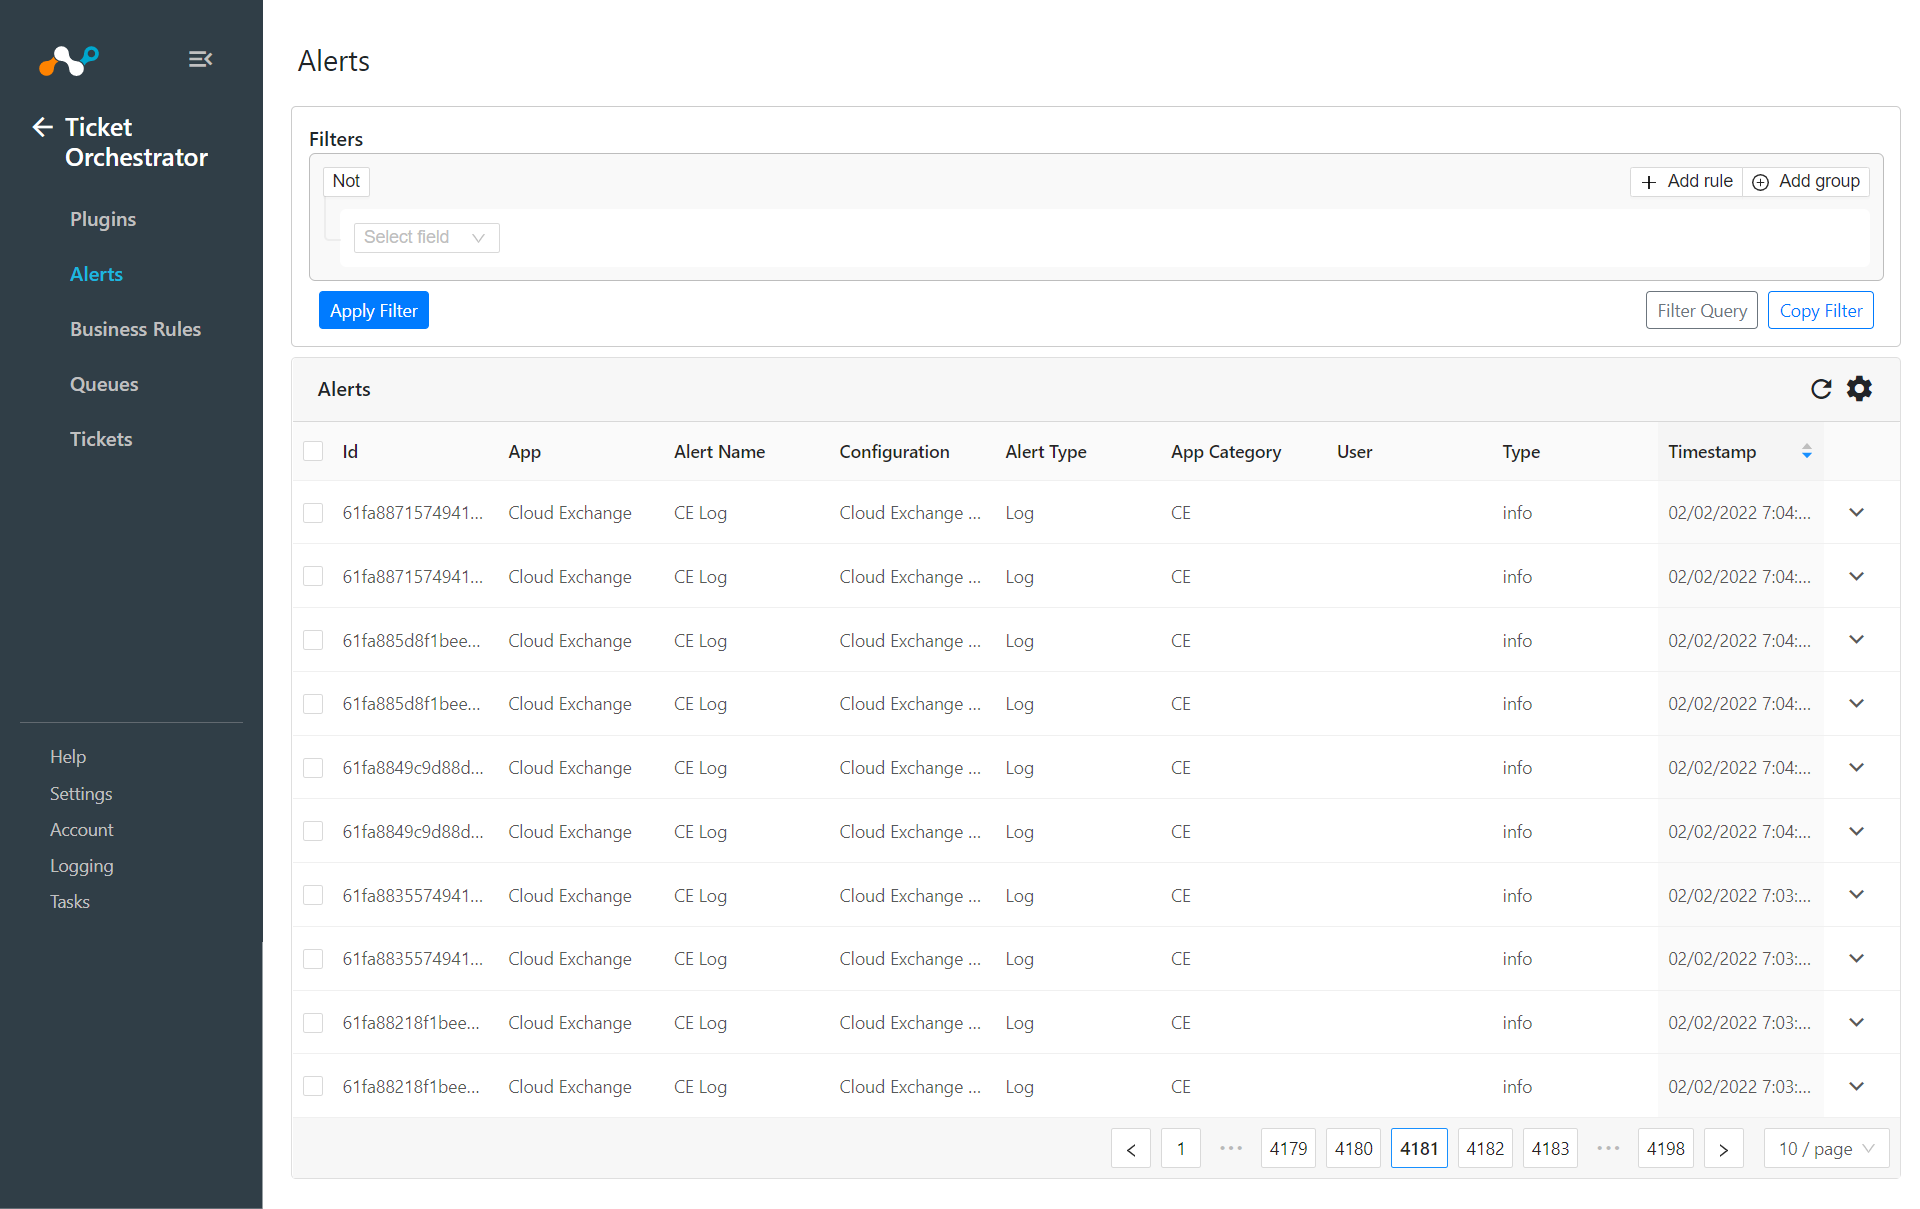 Ticket
Orchestrator
Plugins
Alerts
Business Rules
Queues
Tickets
Help
Settings
Account
Logging
Tasks
Alerts
Filters
Not
Add rule Add group
Select field
Apply Filter Filter Query Copy Filter
Alerts
Id App Alert Name Configuration Alert Type App Category User Type Timestamp
61fa8871574941... Cloud Exchange CE Log Cloud Exchange ... Log CE info 02/02/2022 7:04:...
61fa8871574941... Cloud Exchange CE Log Cloud Exchange ... Log CE info 02/02/2022 7:04:...
61fa885d8f1bee... Cloud Exchange CE Log Cloud Exchange ... Log CE info 02/02/2022 7:04:...
61fa885d8f1bee... Cloud Exchange CE Log Cloud Exchange ... Log CE info 02/02/2022 7:04:...
61fa8849c9d88d... Cloud Exchange CE Log Cloud Exchange ... Log CE info 02/02/2022 7:04:...
61fa8849c9d88d... Cloud Exchange CE Log Cloud Exchange ... Log CE info 02/02/2022 7:04:...
61fa8835574941... Cloud Exchange CE Log Cloud Exchange ... Log CE info 02/02/2022 7:03:...
61fa8835574941... Cloud Exchange CE Log Cloud Exchange ... Log CE info 02/02/2022 7:03:...
61fa88218f1bee... Cloud Exchange CE Log Cloud Exchange ... Log CE info 02/02/2022 7:03:...
61fa88218f1bee... Cloud Exchange CE Log Cloud Exchange ... Log CE info 02/02/2022 7:03:...
1 ••• 4179 4180 4181 4182 4183 ••• 4198 10 / page